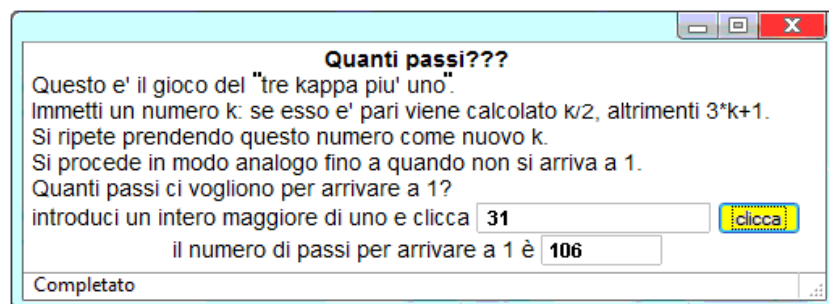 Quanti passi???
Questo e' il gioco del "tre kappa piu' uno".
Immetti un numero k: se esso e' pari viene calcolato k/2, altrimenti 3*k+1.
Si ripete prendendo questo numero come nuovo k.
Si procede in modo analogo fino a quando non si arriva a 1.
Quanti passi ci vogliono per arrivare a 1?
introduci un intero maggiore di uno e clicca 31 clicca
il numero di passi per arrivare a 1 è 106
Completato